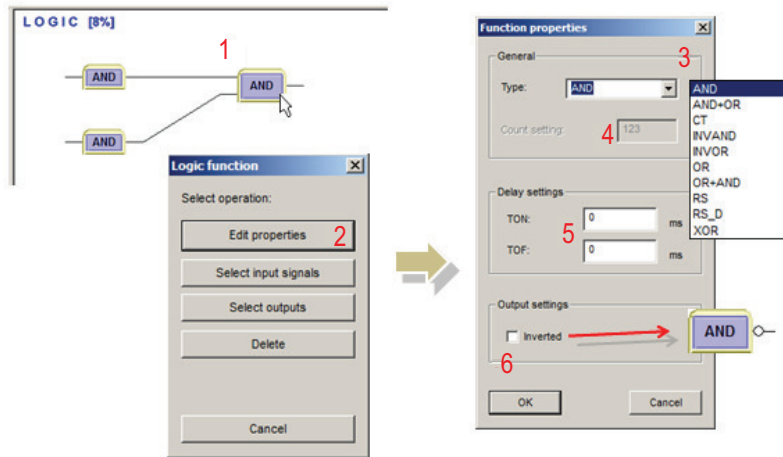 LOGIC [8%]
1
AND
AND
AND
Logic function
Select operation:
Edit properties
2
Select input signals
Select outputs
Delete
Cancel
Function properties
3
General
Type:
AND
Count setting:
4
123
AND
AND+OR
CT
INVAND
INVOR
OR
OR+AND
RS
RS_D
XOR
Delay settings
TON:
0
ms
5
TOF:
0
ms
Output settings
Inverted
AND
6
OK
Cancel